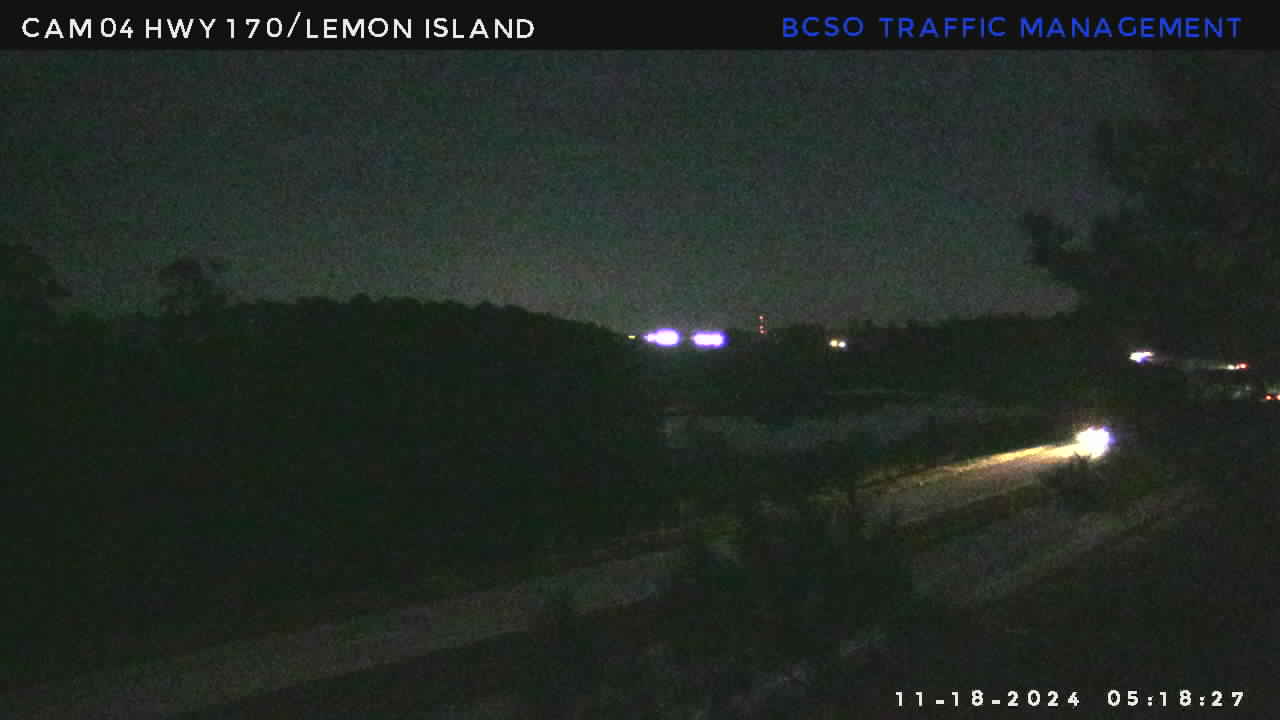 CAM04 HWY 170/LEMON ISLAND
BCSO TRAFFIC MANAGEMENT
11-18-2024 05:18:27